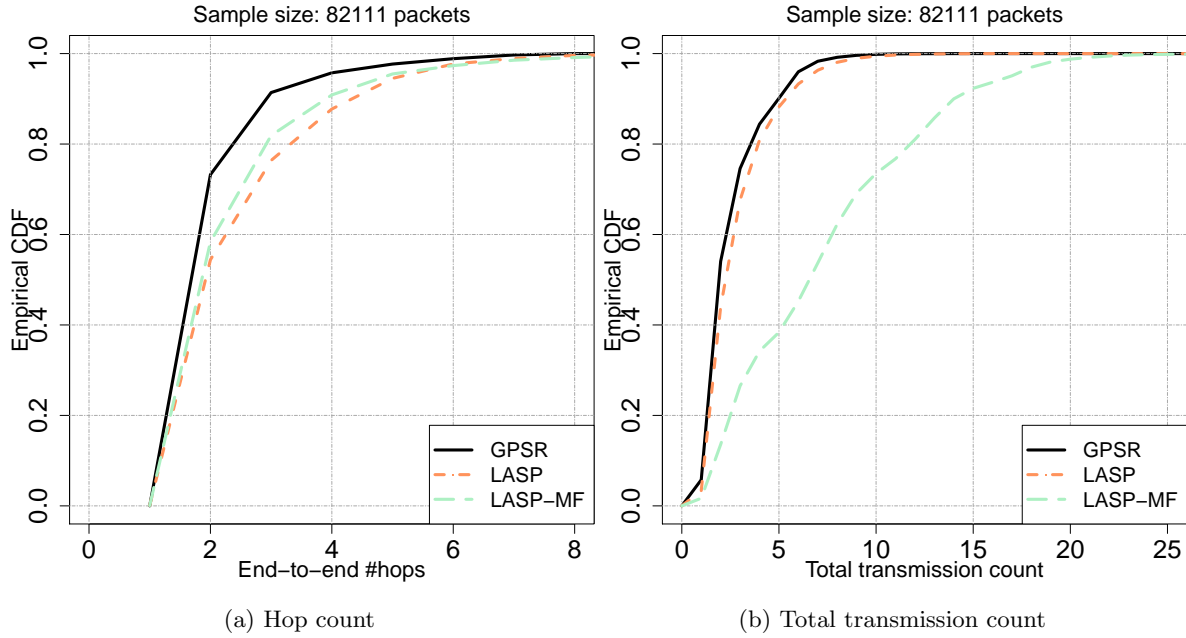 Sample size: 82111 packets
Empirical CDF
0.0 0.2 0.4 0.6 0.8 1.0
GPSR
LASP
LASP−MF
0 2 4 6 8
End−to−end #hops
(a) Hop count
Sample size: 82111 packets
Empirical CDF
0.0 0.2 0.4 0.6 0.8 1.0
GPSR
LASP
LASP−MF
0 5 10 15 20 25
Total transmission count
(b) Total transmission count